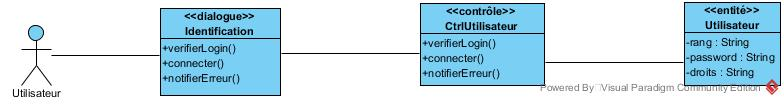 <<dialogue>>
Identification
+verifierLogin()
+connecter()
+notifierErreur()
<<contrôle>>
CtrlUtilisateur
+verifierLogin()
+connecter()
+notifierErreur()
<<entité>>
Utilisateur
-rang : String
-password : String
-droits : String
Utilisateur
Powered By Visual Paradigm Community Edition